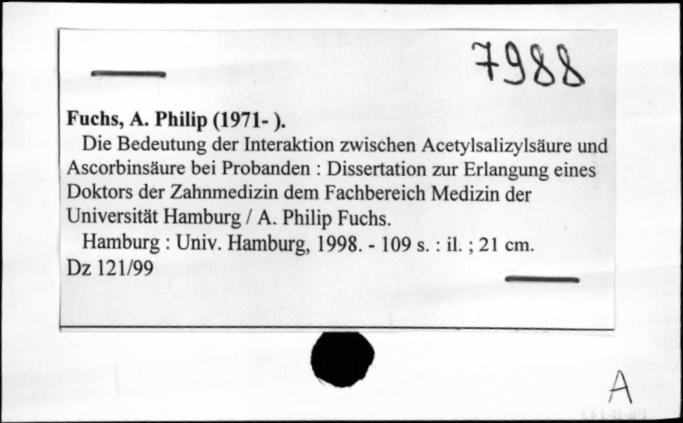 7988
Fuchs, A. Philip (1971- ).
Die Bedeutung der Interaktion zwischen Acetylsalizylsäure und
Ascorbinsäure bei Probanden : Dissertation zur Erlangung eines
Doktors der Zahnmedizin dem Fachbereich Medizin der
Universität Hamburg / A. Philip Fuchs.
Hamburg : Univ. Hamburg, 1998. - 109 s. : il. ; 21 cm.
Dz 121/99
A